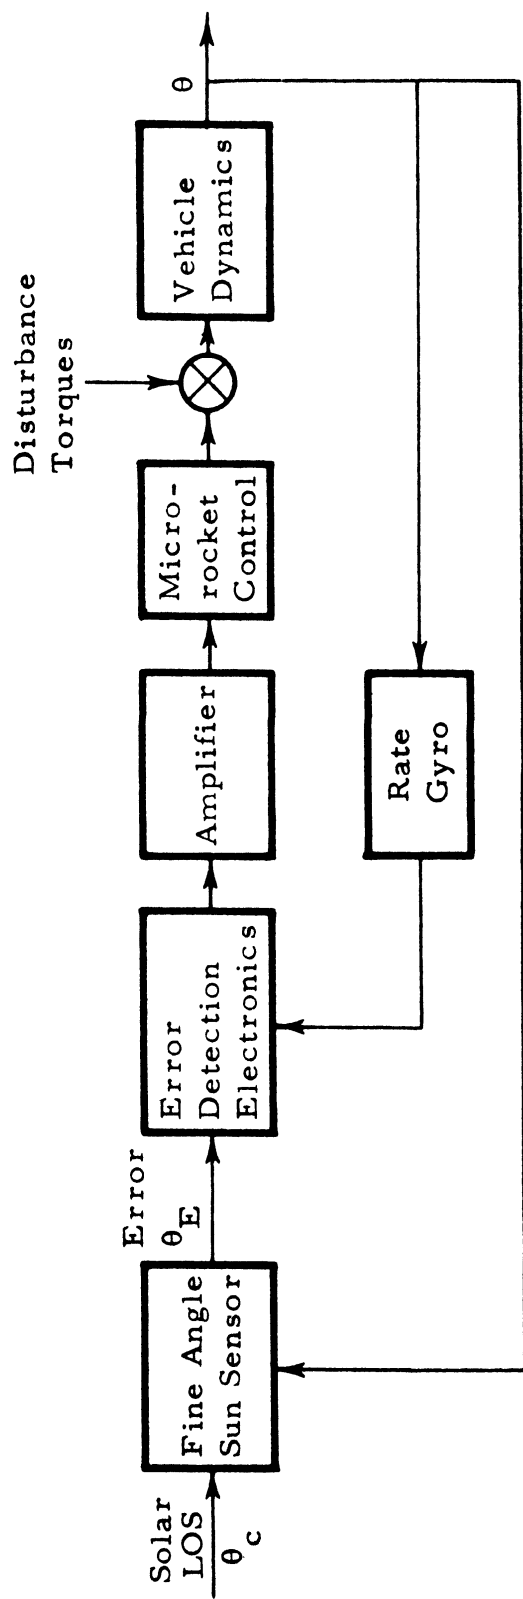 Solar
LOS
θc
Fine Angle
Sun Sensor
Error
θE
Error
Detection
Electronics
Amplifier
Micro-
rocket
Control
Disturbance
Torques
Vehicle
Dynamics
θ
Rate
Gyro